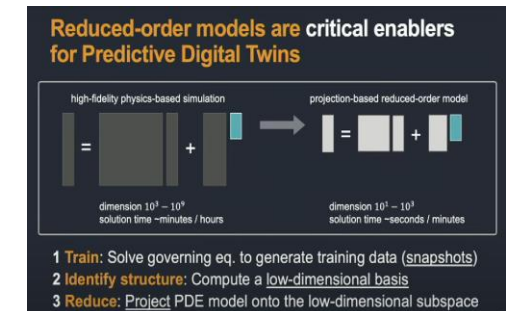 Reduced-order models are critical enablers
for Predictive Digital Twins
high-fidelity physics-based simulation
projection-based reduced-order model
=
+
=
+
dimension 10³ – 10⁹
solution time ~minutes / hours
dimension 10¹ – 10³
solution time ~seconds / minutes
1 Train: Solve governing eq. to generate training data (snapshots)
2 Identify structure: Compute a low-dimensional basis
3 Reduce: Project PDE model onto the low-dimensional subspace